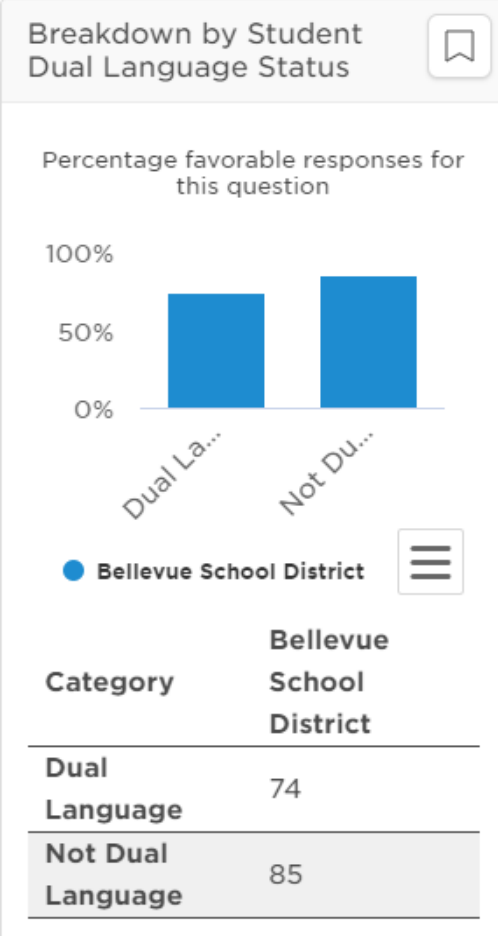 Breakdown by Student
Dual Language Status
Percentage favorable responses for
this question
100%
50%
0%
Dual La...
Not Du...
Bellevue School District
Category
Bellevue
School
District
Dual
Language
74
Not Dual
Language
85